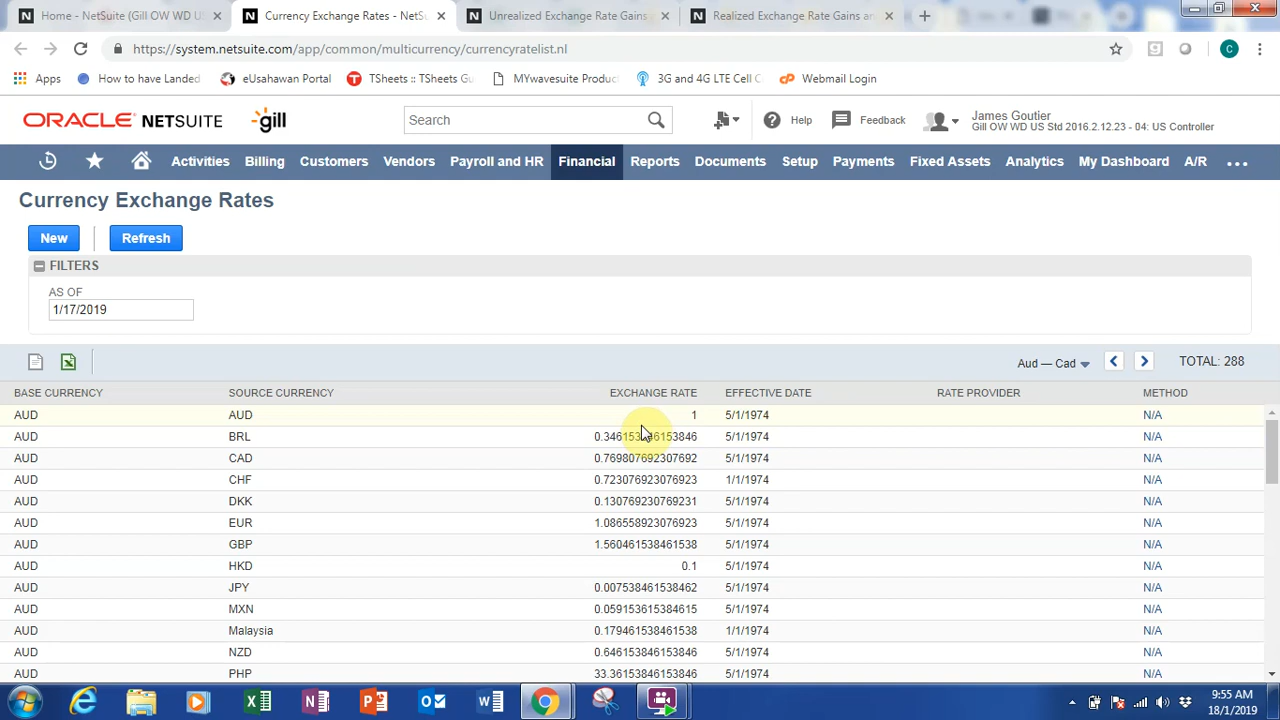 Home - NetSuite (Gill OW WD US
Currency Exchange Rates - NetS
Unrealized Exchange Rate Gains
Realized Exchange Rate Gains an
https://system.netsuite.com/app/common/multicurrency/currencyratelist.nl
C
Apps
How to have Landed
eUsahawan Portal
TSheets :: TSheets Gu
MYwavesuite Produc
3G and 4G LTE Cell C
Webmail Login
ORACLE NETSUITE
gill
Search
Help
Feedback
James Goutier
Gill OW WD US Std 2016.2.12.23 - 04: US Controller
Activities Billing Customers Vendors Payroll and HR Financial Reports Documents Setup Payments Fixed Assets Analytics My Dashboard A/R ...
Currency Exchange Rates
New
Refresh
FILTERS
AS OF
1/17/2019
Aud — Cad
TOTAL: 288
BASE CURRENCY SOURCE CURRENCY EXCHANGE RATE EFFECTIVE DATE RATE PROVIDER METHOD
AUD AUD 1 5/1/1974 N/A
AUD BRL 0.346153846153846 5/1/1974 N/A
AUD CAD 0.769807692307692 5/1/1974 N/A
AUD CHF 0.723076923076923 1/1/1974 N/A
AUD DKK 0.130769230769231 5/1/1974 N/A
AUD EUR 1.086558923076923 5/1/1974 N/A
AUD GBP 1.560461538461538 5/1/1974 N/A
AUD HKD 0.1 5/1/1974 N/A
AUD JPY 0.007538461538462 5/1/1974 N/A
AUD MXN 0.059153615384615 5/1/1974 N/A
AUD Malaysia 0.179461538461538 1/1/1974 N/A
AUD NZD 0.646153846153846 5/1/1974 N/A
AUD PHP 33.36153846153846 5/1/1974 N/A
9:55 AM
18/1/2019